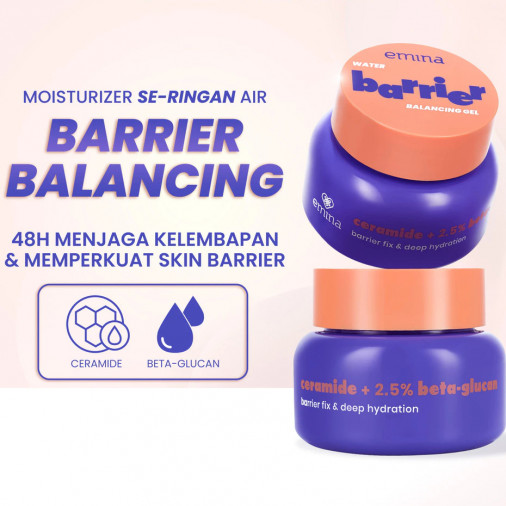 MOISTURIZER SE-RINGAN AIR
BARRIER
BALANCING
48H MENJAGA KELEMBAPAN
& MEMPERKUAT SKIN BARRIER
CERAMIDE
BETA-GLUCAN
emina
WATER
barrier
BALANCING GEL
emina
ceramide + 2.5%
barrier fix & deep hydration
ceramide + 2.5% beta-glucan
barrier fix & deep hydration